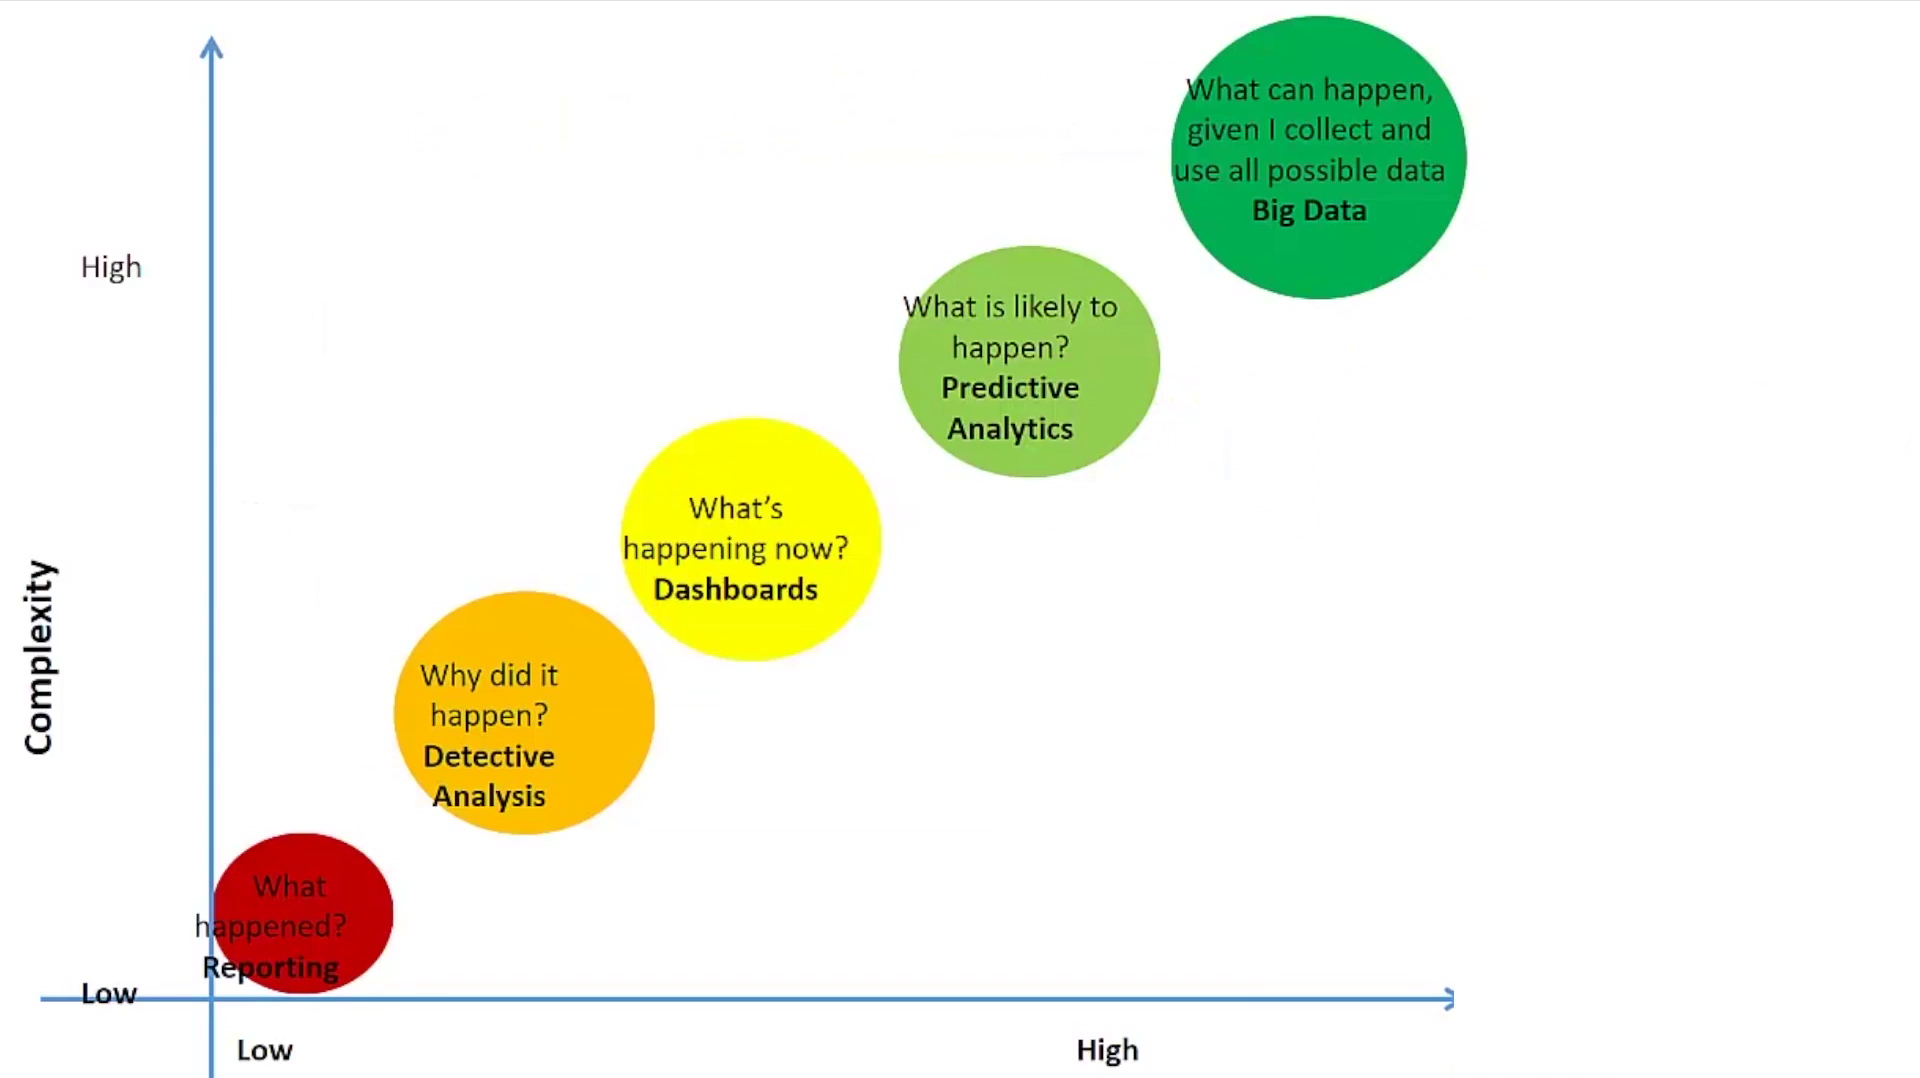 What can happen,
given I collect and
use all possible data
Big Data
High
What is likely to
happen?
Predictive
Analytics
What’s
happening now?
Dashboards
Complexity
Why did it
happen?
Detective
Analysis
What
happened?
Reporting
Low
Low
High